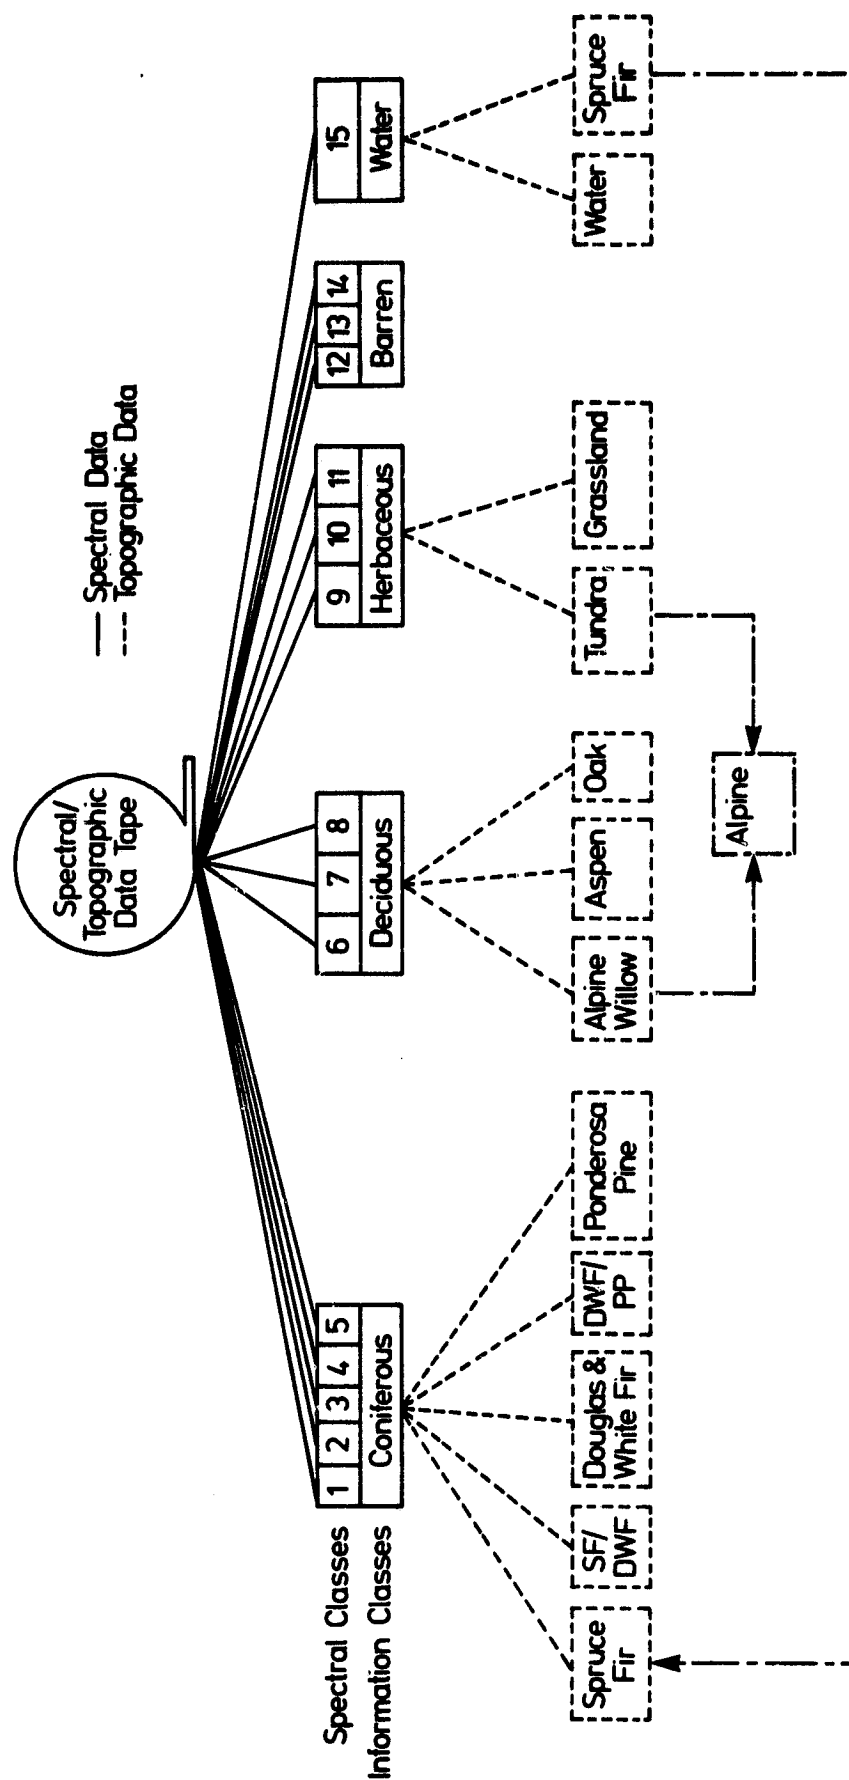 Spectral/
Topographic
Data Tape
Spectral Data
Topographic Data
Spectral Classes
1 2 3 4 5
6 7 8
9 10 11
12 13 14
15
Information Classes
Coniferous
Deciduous
Herbaceous
Barren
Water
Spruce
Fir
SF/
DWF
Douglas &
White Fir
DWF/
PP
Ponderosa
Pine
Alpine
Willow
Aspen
Oak
Tundra
Grassland
Water
Spruce
Fir
Alpine